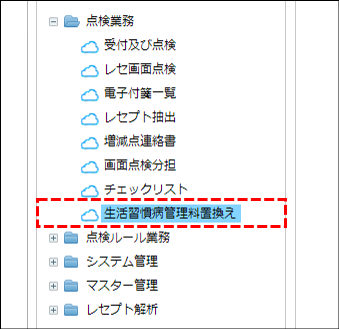 点検業務
受付及び点検
レセ画面点検
電子付箋一覧
レセプト抽出
増減点連絡書
画面点検分担
チェックリスト
生活習慣病管理料置換え
点検ルール業務
システム管理
マスター管理
レセプト解析